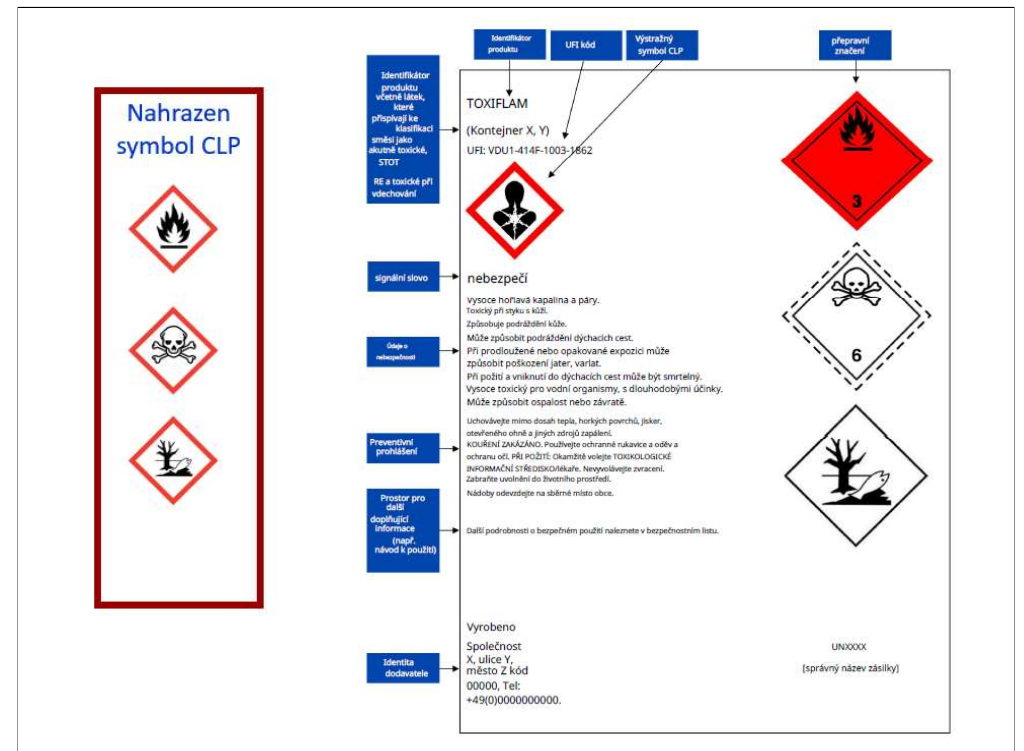 Nahrazen
symbol CLP
Identifikátor
produktu
UFI kód
Výstražný
symbol CLP
přepravní
značení
Identifikátor
produktu
včetně látek,
které
přispívají ke
klasifikaci
směsi jako
akutně toxické,
STOT
RE a toxické při
vdechování
TOXIFLAM
(Kontejner X, Y)
UFI: VDU1-414F-1003-1862
3
signální slovo
nebezpečí
Údaje o
nebezpečnosti
Vysoce hořlavá kapalina a páry.
Toxický při styku s kůží.
Způsobuje podráždění kůže.
Může způsobit podráždění dýchacích cest.
Při prodloužené nebo opakované expozici může
způsobit poškození jater, varlat.
Při požití a vniknutí do dýchacích cest může být smrtelný.
Vysoce toxický pro vodní organismy, s dlouhodobými účinky.
Může způsobit ospalost nebo závratě.
6
Preventivní
prohlášení
Uchovávejte mimo dosah tepla, horkých povrchů, jisker,
otevřeného ohně a jiných zdrojů zapálení.
KOUŘENÍ ZAKÁZÁNO. Používejte ochranné rukavice a oděv a
ochranu očí. PŘI POŽITÍ: Okamžitě volejte TOXIKOLOGICKÉ
INFORMAČNÍ STŘEDISKO/lékaře. Nevyvolávejte zvracení.
Zabraňte uvolnění do životního prostředí.
Nádoby odevzdejte na sběrné místo obce.
Prostor pro
další
doplňující
informace
(např.
návod k použití)
Další podrobnosti o bezpečném použití naleznete v bezpečnostním listu.
Identita
dodavatele
Vyrobeno
Společnost
X, ulice Y,
město Z kód
00000, Tel:
+49(0)0000000000.
UNXXXX
[správný název zásilky]